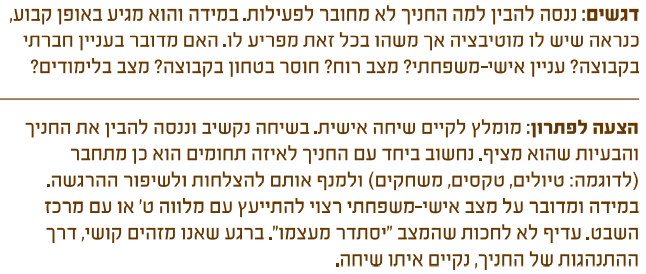 דגשים: ננסה להבין למה החניך לא מחובר לפעילות. במידה והוא מגיע באופן קבוע,
כנראה שיש לו מוטיבציה אך משהו בכל זאת מפריע לו. האם מדובר בעניין חברתי
בקבוצה? עניין אישי-משפחתי? מצב רוח? חוסר בטחון בקבוצה? מצב בלימודים?
הצעה לפתרון: מומלץ לקיים שיחה אישית. בשיחה נקשיב וננסה להבין את החניך
והבעיות שהוא מציף. נחשוב ביחד עם החניך לאיזה תחומים הוא כן מתחבר
(לדוגמה: טיולים, טקסים, משחקים) ולמנף אותם להצלחות ולשיפור ההרגשה.
במידה ומדובר על מצב אישי-משפחתי רצוי להתייעץ עם מלווה ט' או עם מרכז
השבט. עדיף לא לחכות שהמצב "יסתדר מעצמו". ברגע שאנו מזהים קושי, דרך
ההתנהגות של החניך, נקיים איתו שיחה.